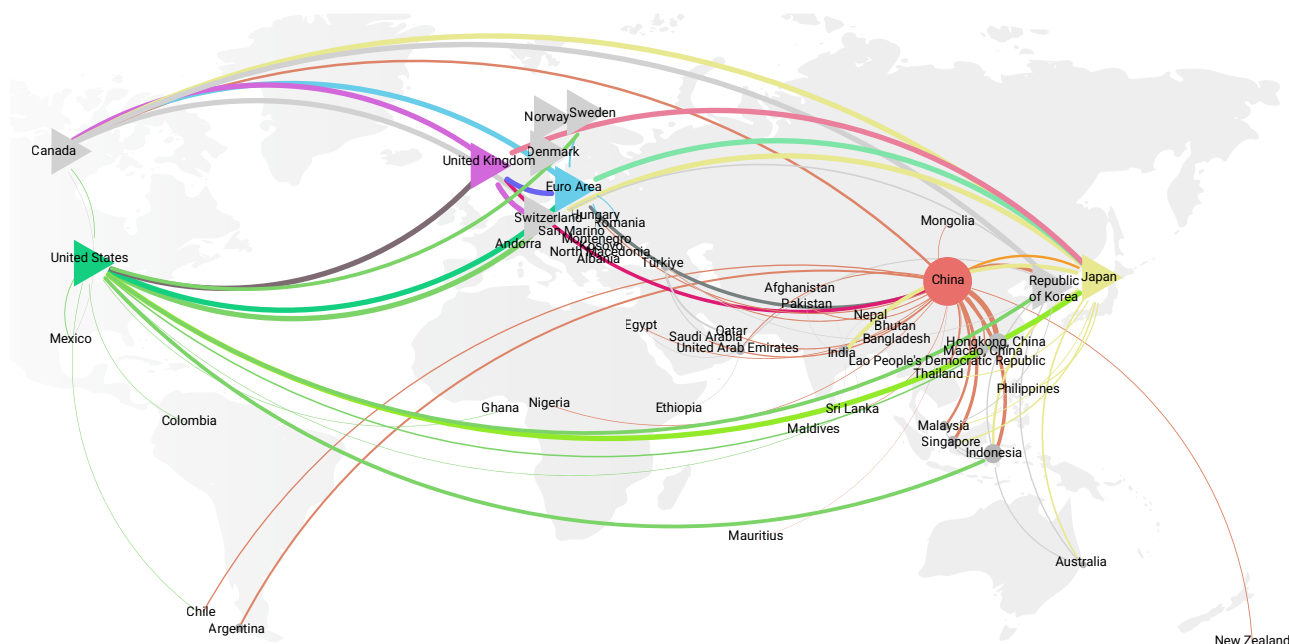 Norway
Sweden
Canada
Denmark
United Kingdom
Euro Area
Switzerland
Hungary
Romania
Mongolia
San Marino
Montenegro
Andorra
Kosovo
North Macedonia
Albania
United States
Türkiye
China
Japan
Republic
of Korea
Afghanistan
Pakistan
Nepal
Egypt
Bhutan
Qatar
Saudi Arabia
Mexico
Bangladesh
Hongkong, China
United Arab Emirates
India
Macao, China
Lao People's Democratic Republic
Thailand
Philippines
Nigeria
Ghana
Ethiopia
Sri Lanka
Colombia
Maldives
Malaysia
Singapore
Indonesia
Mauritius
Australia
Chile
Argentina
New Zealand